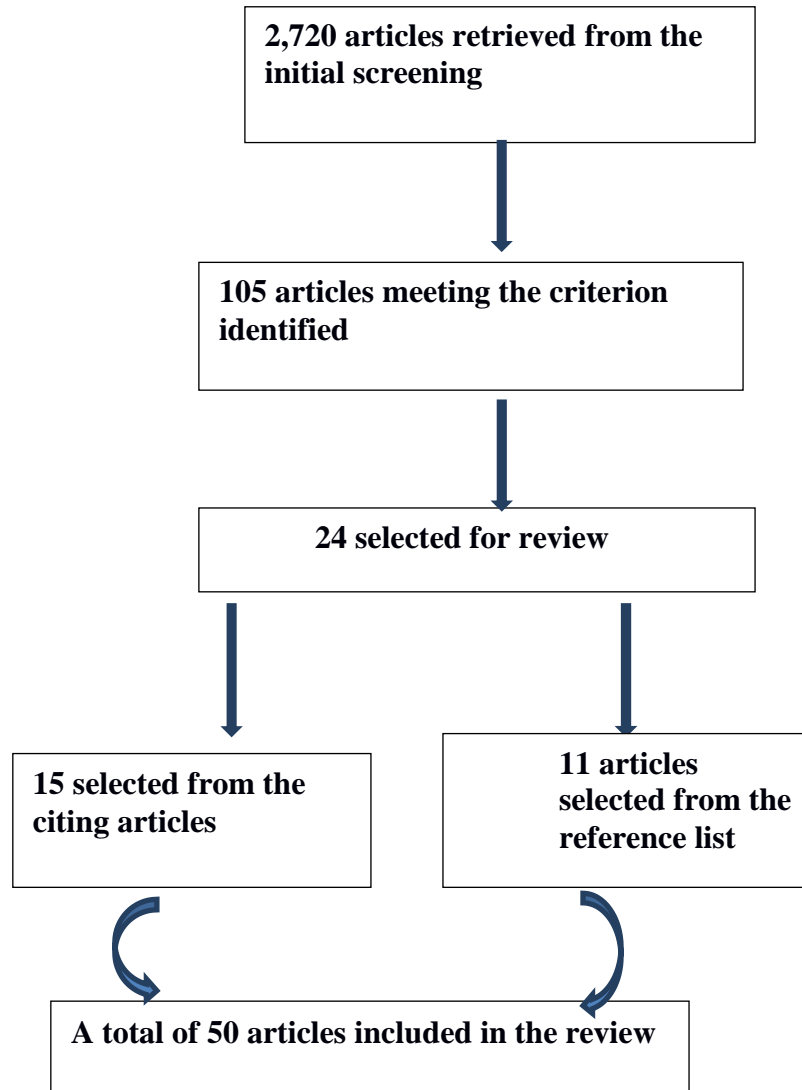 2,720 articles retrieved from the
initial screening
105 articles meeting the criterion
identified
24 selected for review
15 selected from the
citing articles
11 articles
selected from the
reference list
A total of 50 articles included in the review